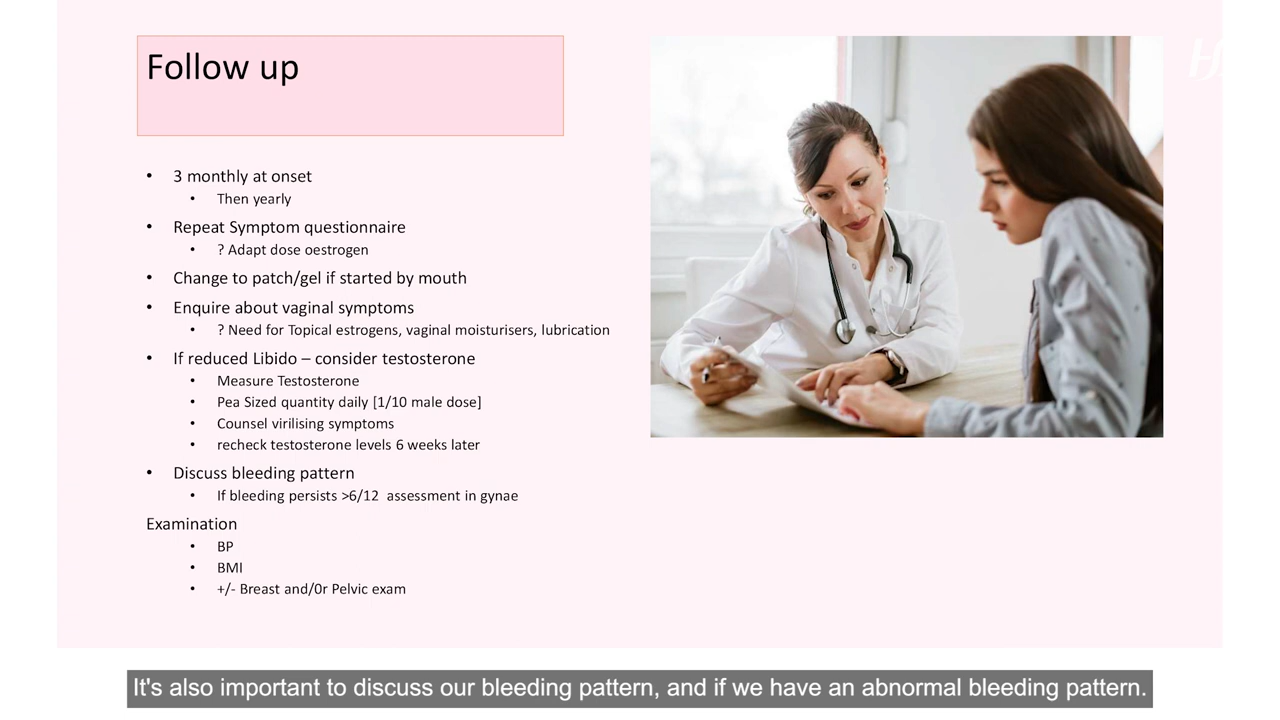 Follow up
• 3 monthly at onset
• Then yearly
• Repeat Symptom questionnaire
• ? Adapt dose oestrogen
• Change to patch/gel if started by mouth
• Enquire about vaginal symptoms
• ? Need for Topical estrogens, vaginal moisturisers, lubrication
• If reduced Libido – consider testosterone
• Measure Testosterone
• Pea Sized quantity daily [1/10 male dose]
• Counsel virilising symptoms
• recheck testosterone levels 6 weeks later
• Discuss bleeding pattern
• If bleeding persists >6/12 assessment in gynae
Examination
• BP
• BMI
• +/- Breast and/0r Pelvic exam
It's also important to discuss our bleeding pattern, and if we have an abnormal bleeding pattern.